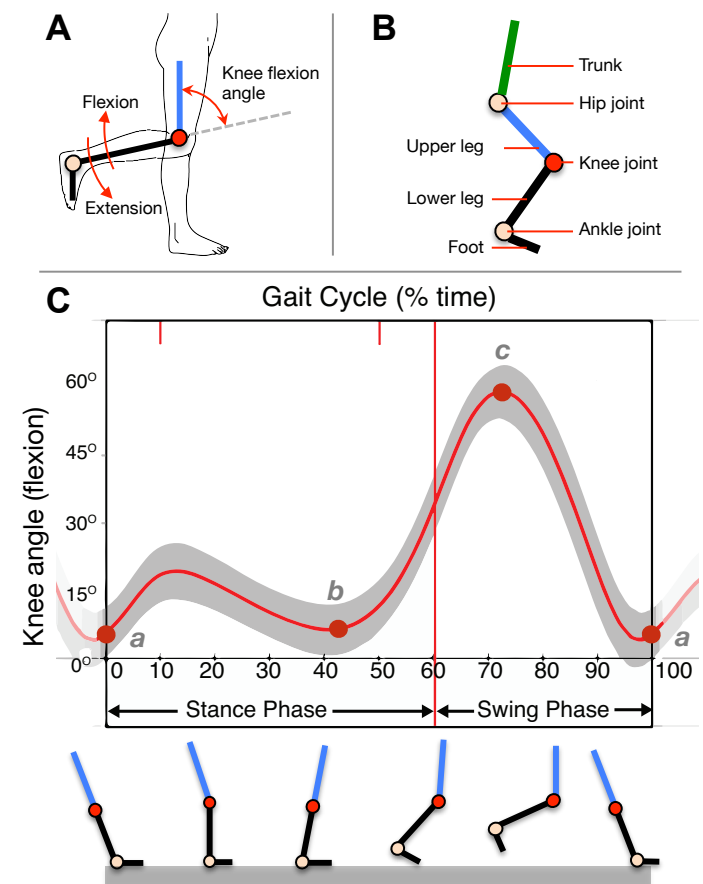 A
Knee flexion
angle
Flexion
Extension
B
Trunk
Hip joint
Upper leg
Knee joint
Lower leg
Ankle joint
Foot
C
Gait Cycle (% time)
Knee angle (flexion)
60°
45°
30°
15°
0°
a
b
c
a
0 10 20 30 40 50 60 70 80 90 100
Stance Phase
Swing Phase